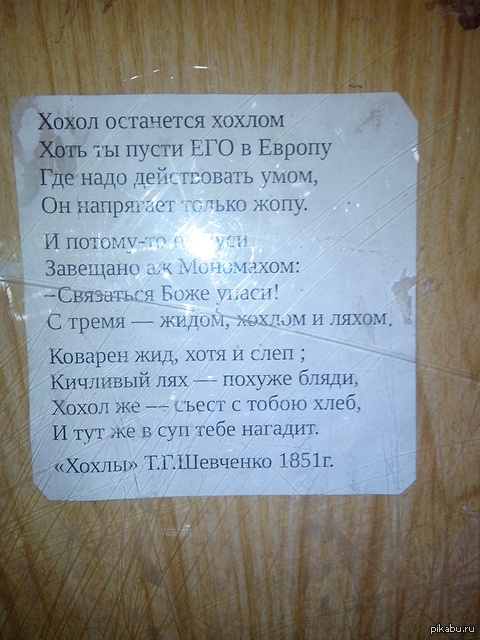 Хохол останется хохлом
Хоть ты пусти ЕГО в Европу
Где надо действовать умом,
Он напрягает только жопу.
И потому-то
Завещано аж Мономахом:
–Связаться Боже упаси!
С тремя — жидом, хохлом и ляхом.
Коварен жид, хотя и слеп ;
Кичливый лях — похуже бляди,
Хохол же — съест с тобою хлеб,
И тут же в суп тебе нагадит.
«Хохлы» Т.Г.Шевченко 1851г.
pikabu.ru